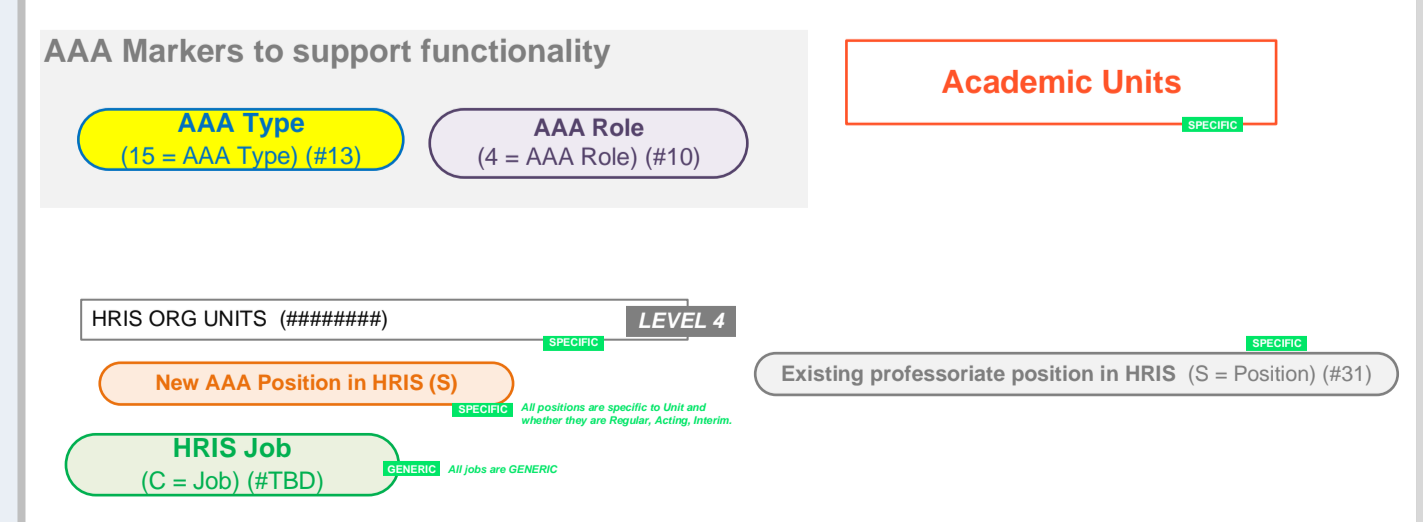 AAA Markers to support functionality
Academic Units
SPECIFIC
AAA Type
(15 = AAA Type) (#13)
AAA Role
(4 = AAA Role) (#10)
HRIS ORG UNITS (########)
LEVEL 4
SPECIFIC
New AAA Position in HRIS (S)
SPECIFIC
All positions are specific to Unit and
whether they are Regular, Acting, Interim.
SPECIFIC
Existing professoriate position in HRIS (S = Position) (#31)
HRIS Job
(C = Job) (#TBD)
GENERIC
All jobs are GENERIC